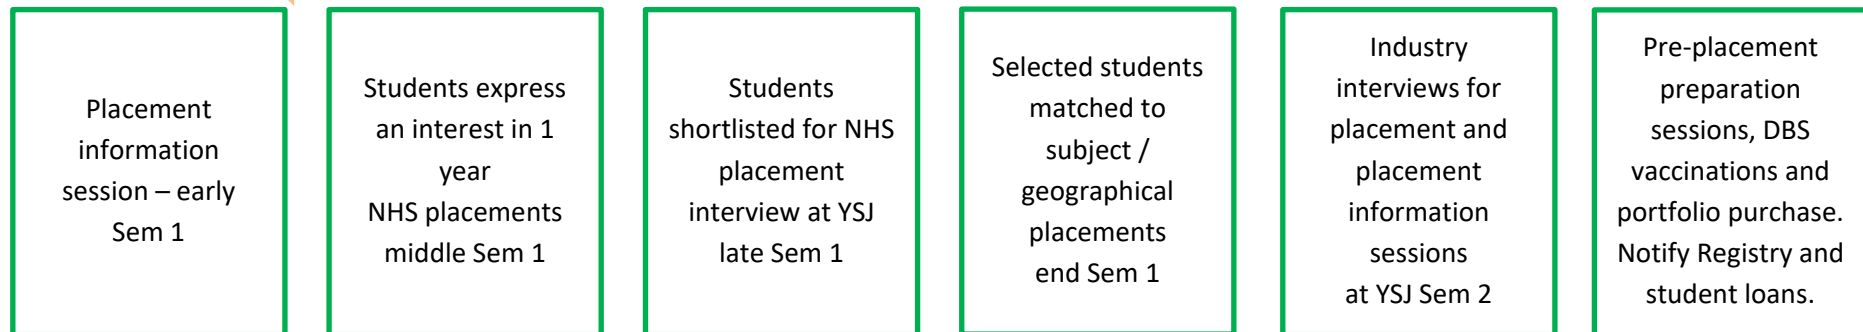 Placement
information
session – early
Sem 1
Students express
an interest in 1
year
NHS placements
middle Sem 1
Students
shortlisted for NHS
placement
interview at YSJ
late Sem 1
Selected students
matched to
subject /
geographical
placements
end Sem 1
Industry
interviews for
placement and
placement
information
sessions
at YSJ Sem 2
Pre-placement
preparation
sessions, DBS
vaccinations and
portfolio purchase.
Notify Registry and
student loans.